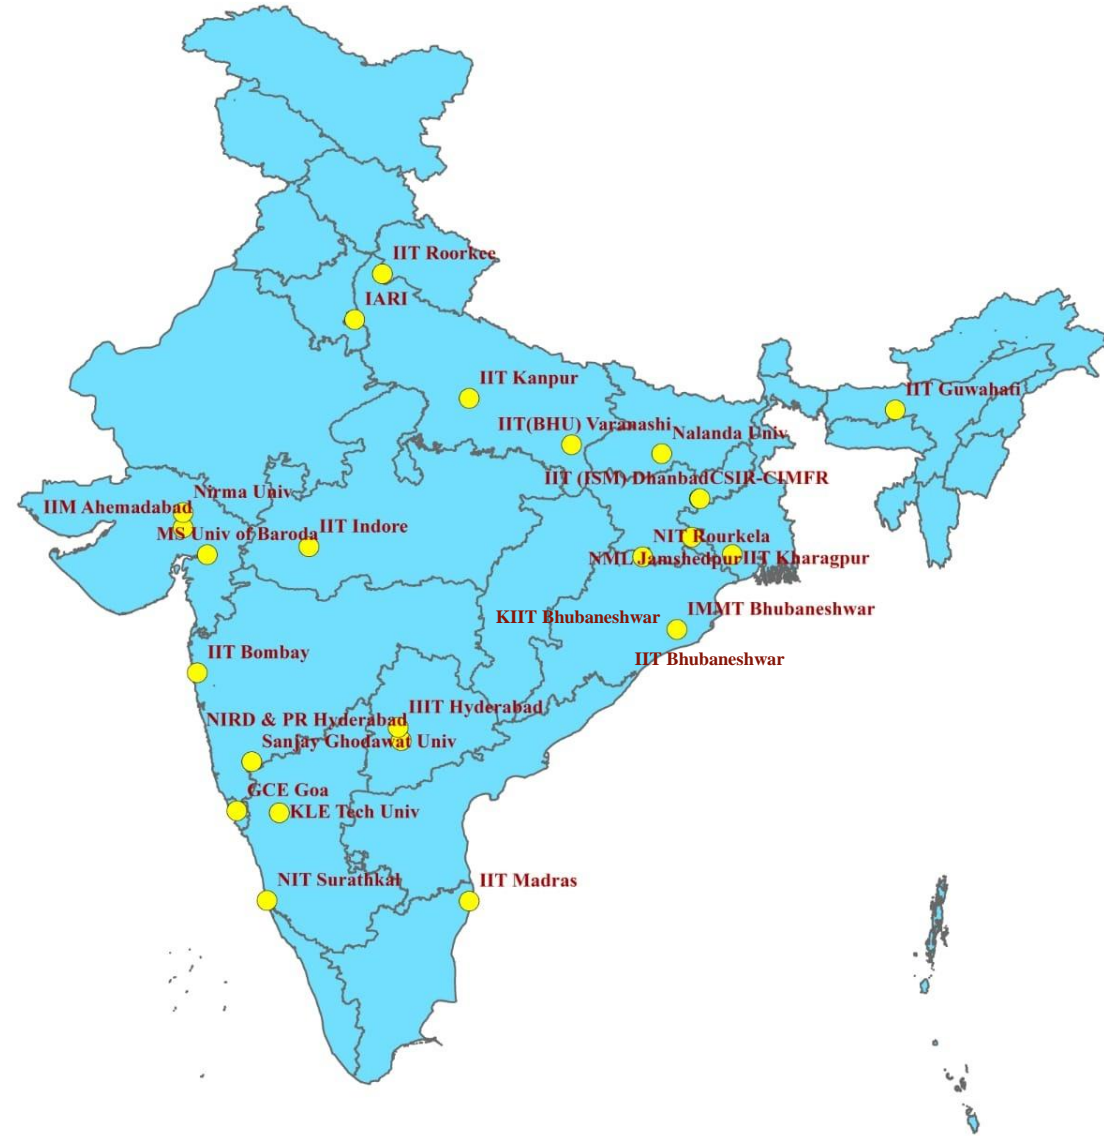 IIT Roorkee
IARI
IIT Kanpur
IIT Guwahati
IIT(BHU) Varanashi
Nalanda Univ
IIT (ISM) Dhanbad
CSIR-CIMFR
Nirma Univ
IIM Ahemadabad
MS Univ of Baroda
IIT Indore
NIT Rourkela
NML Jamshedpur
IIT Kharagpur
KIIT Bhubaneshwar
IMMT Bhubaneshwar
IIT Bhubaneshwar
IIT Bombay
IIIT Hyderabad
NIRD & PR Hyderabad
Sanjay Ghodawat Univ
GCE Goa
KLE Tech Univ
NIT Surathkal
IIT Madras